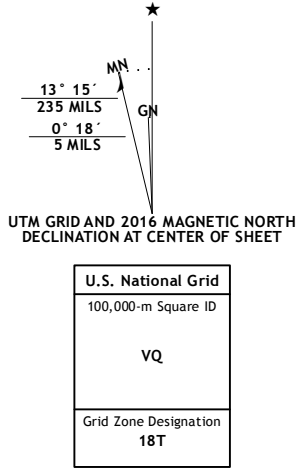 ★
MN
13° 15´
235 MILS
GN
0° 18´
5 MILS
UTM GRID AND 2016 MAGNETIC NORTH
DECLINATION AT CENTER OF SHEET
U.S. National Grid
100,000-m Square ID
VQ
Grid Zone Designation
18T